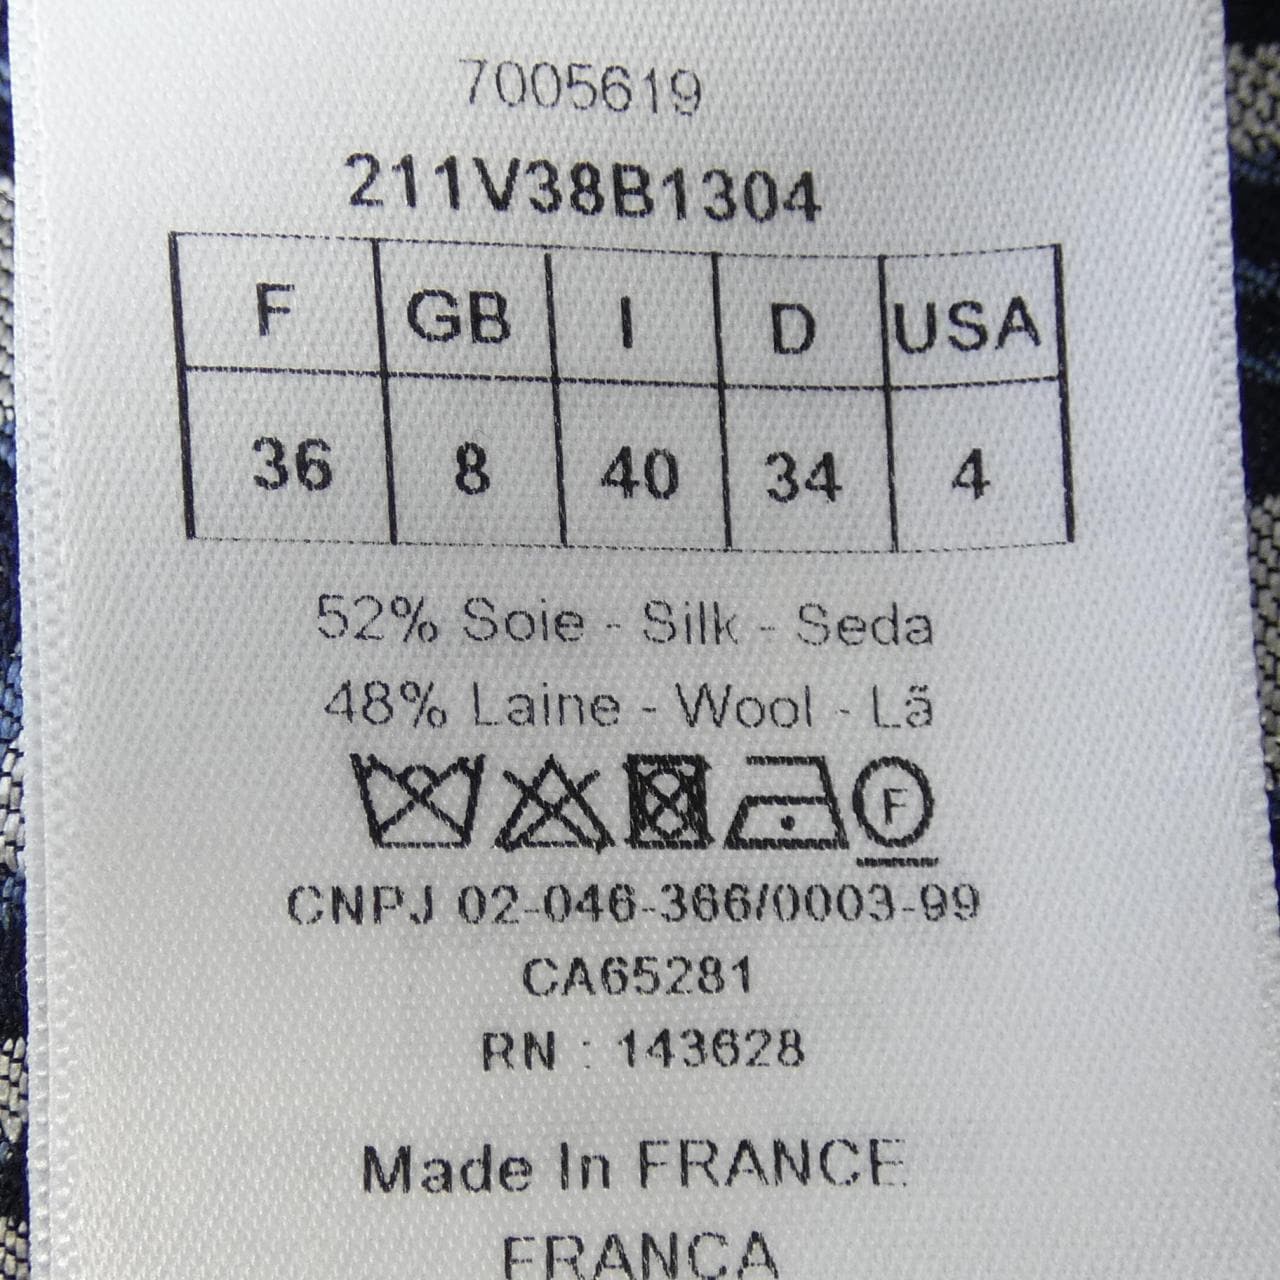 7005619
211V38B1304
F GB I D USA
36 8 40 34 4
52% Soie - Silk - Seda
48% Laine - Wool - Lã
F
CNPJ 02-046-366/0003-99
CA65281
RN : 143628
Made In FRANCE
FRANÇA